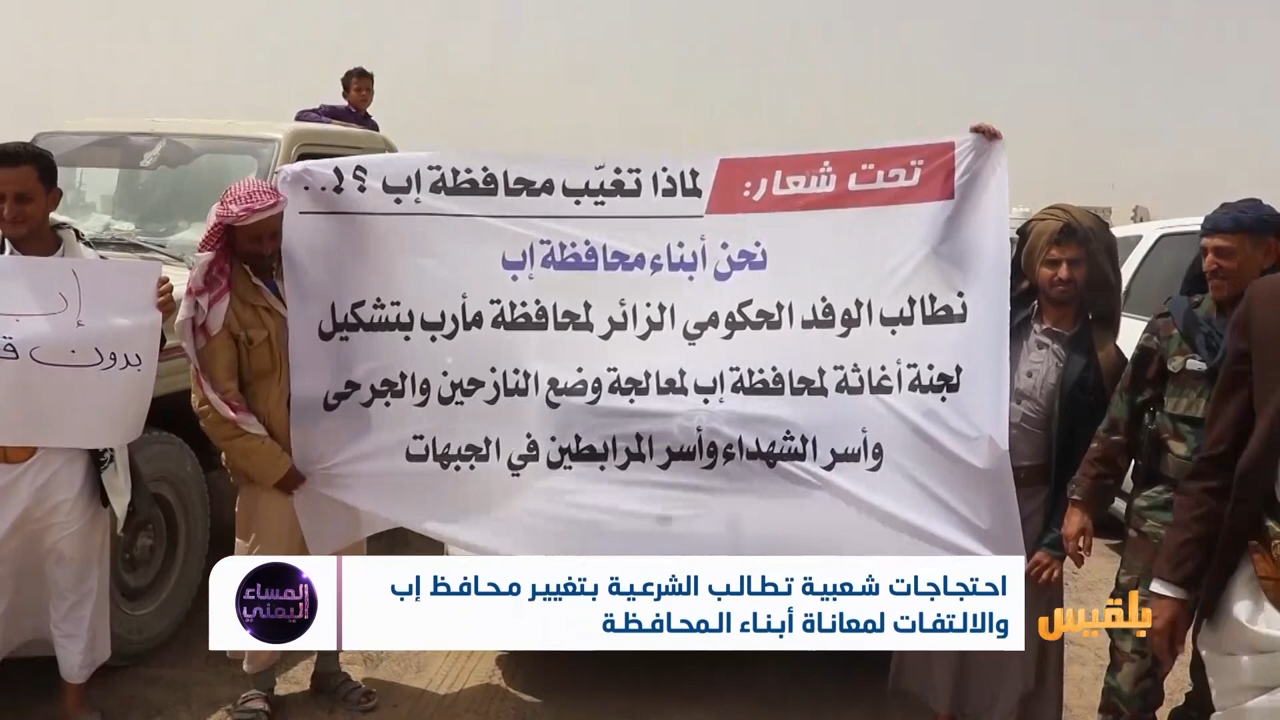 تحت شعار: لماذا تغيّب محافظة إب ؟!..
نحن أبناء محافظة إب
نطالب الوفد الحكومي الزائر لمحافظة مأرب بتشكيل
لجنة أغاثة لمحافظة إب لمعالجة وضع النازحين والجرحى
وأسر الشهداء وأسر المرابطين في الجبهات
إب
بدون
احتجاجات شعبية تطالب الشرعية بتغيير محافظ إب
والالتفات لمعاناة أبناء المحافظة
المساء
اليمني
بلقيس